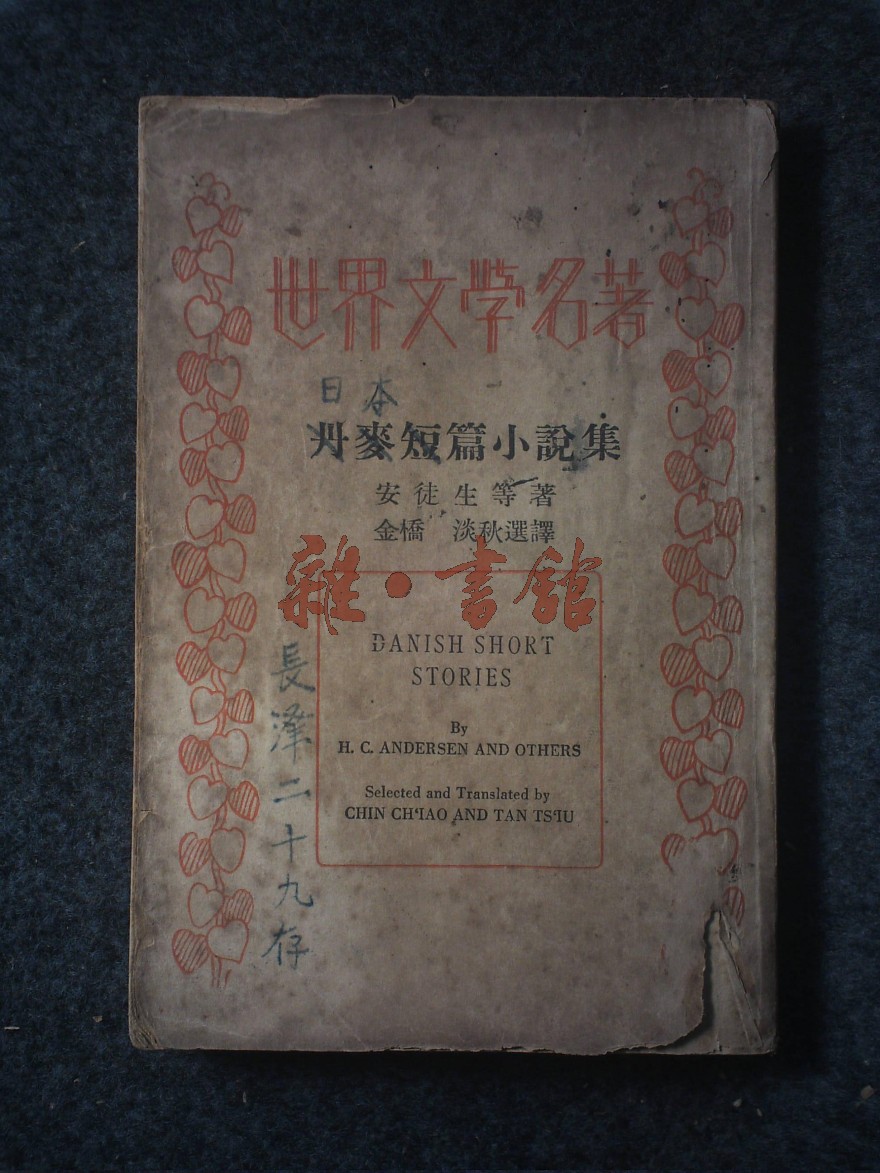 世界文学名著
日本
丹麥短篇小說集
安徒生等著
金橋 淡秋選譯
雜·書館
DANISH SHORT
STORIES
By
H. C. ANDERSEN AND OTHERS
Selected and Translated by
CHIN CH'IAO AND TAN TS'IU
長澤二十九存